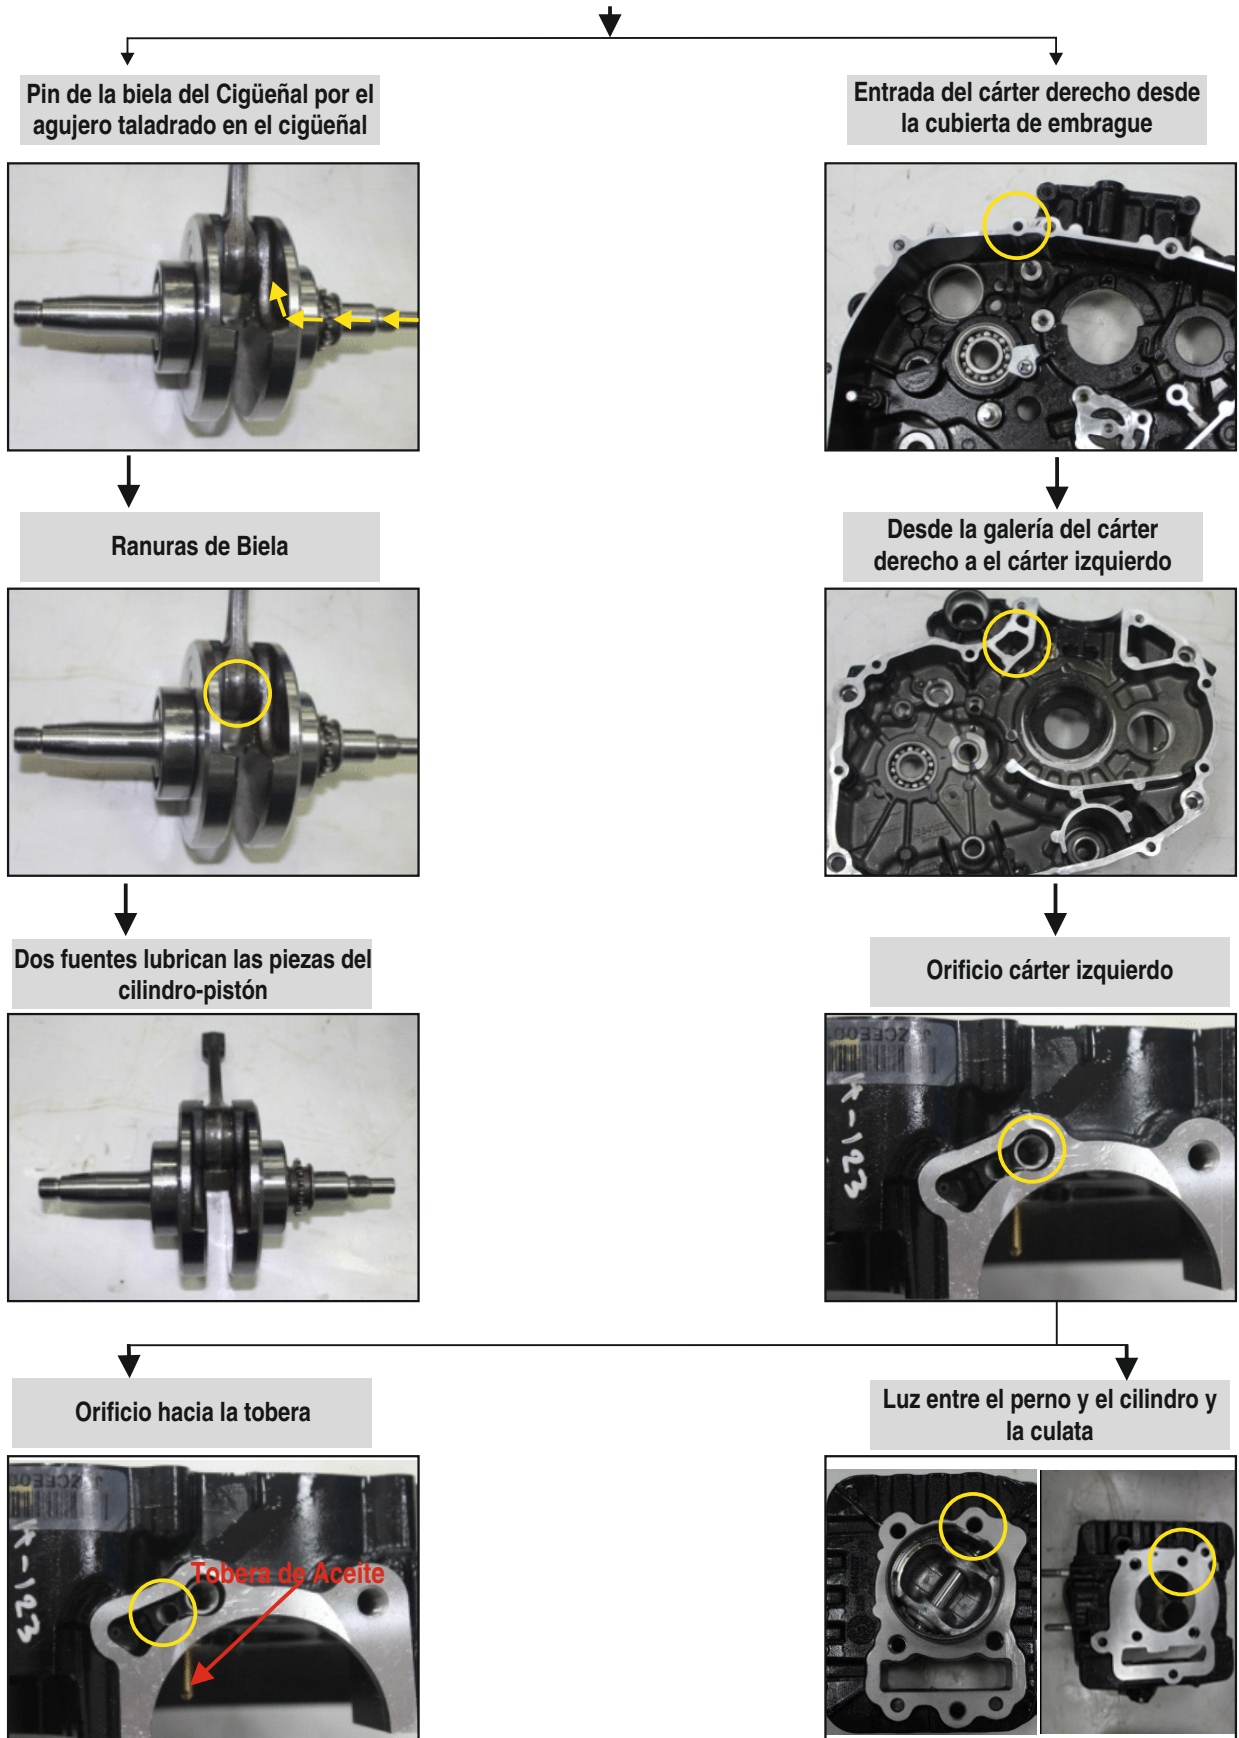 Pin de la biela del Cigüeñal por el
agujero taladrado en el cigüeñal
Entrada del cárter derecho desde
la cubierta de embrague
Ranuras de Biela
Desde la galería del cárter
derecho a el cárter izquierdo
Dos fuentes lubrican las piezas del
cilindro-pistón
Orificio cárter izquierdo
K-123
Orificio hacia la tobera
Luz entre el perno y el cilindro y
la culata
K-123
Tobera de Aceite